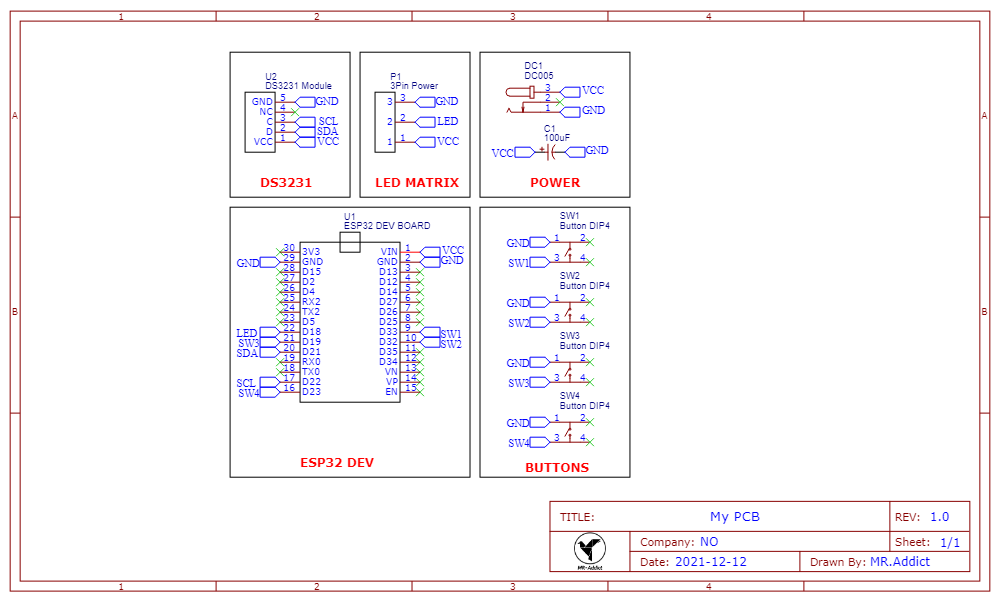 1 2 3 4
A A
B B
U2
DS3231 Module
GND 5 GND
NC 4
C 3 SCL
D 2 SDA
VCC 1 VCC
DS3231
P1
3Pin Power
3 3 GND
2 2 LED
1 1 VCC
LED MATRIX
DC1
DC005
3 VCC
2
1 GND
C1
100uF
VCC + GND
POWER
U1
ESP32 DEV BOARD
30 3V3 VIN 1 VCC
GND 29 GND GND 2 GND
28 D15 D13 3
27 D2 D12 4
26 D4 D14 5
25 RX2 D27 6
24 TX2 D26 7
23 D5 D25 8
LED 22 D18 D33 9 SW1
SW3 21 D19 D32 10 SW2
SDA 20 D21 D35 11
19 RX0 D34 12
18 TX0 VN 13
SCL 17 D22 VP 14
SW4 16 D23 EN 15
ESP32 DEV
SW1
Button DIP4
GND 1 2
SW1 3 4
SW2
Button DIP4
GND 1 2
SW2 3 4
SW3
Button DIP4
GND 1 2
SW3 3 4
SW4
Button DIP4
GND 1 2
SW4 3 4
BUTTONS
TITLE: My PCB REV: 1.0
Company: NO Sheet: 1/1
Date: 2021-12-12 Drawn By: MR.Addict
MR-Addict
1 2 3 4